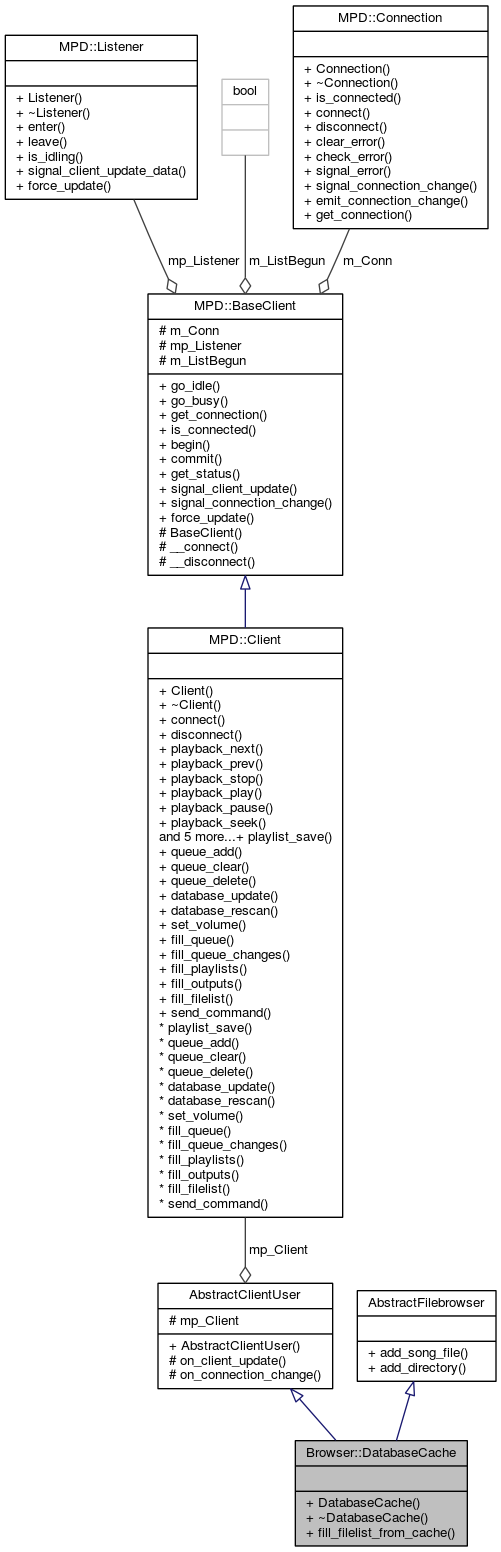 MPD::Listener
+ Listener()
+ ~Listener()
+ enter()
+ leave()
+ is_idling()
+ signal_client_update_data()
+ force_update()
bool
MPD::Connection
+ Connection()
+ ~Connection()
+ is_connected()
+ connect()
+ disconnect()
+ clear_error()
+ check_error()
+ signal_error()
+ signal_connection_change()
+ emit_connection_change()
+ get_connection()
mp_Listener
m_ListBegun
m_Conn
MPD::BaseClient
# m_Conn
# mp_Listener
# m_ListBegun
+ go_idle()
+ go_busy()
+ get_connection()
+ is_connected()
+ begin()
+ commit()
+ get_status()
+ signal_client_update()
+ signal_connection_change()
+ force_update()
# BaseClient()
# __connect()
# __disconnect()
MPD::Client
+ Client()
+ ~Client()
+ connect()
+ disconnect()
+ playback_next()
+ playback_prev()
+ playback_stop()
+ playback_play()
+ playback_pause()
+ playback_seek()
and 5 more...+ playlist_save()
+ queue_add()
+ queue_clear()
+ queue_delete()
+ database_update()
+ database_rescan()
+ set_volume()
+ fill_queue()
+ fill_queue_changes()
+ fill_playlists()
+ fill_outputs()
+ fill_filelist()
+ send_command()
* playlist_save()
* queue_add()
* queue_clear()
* queue_delete()
* database_update()
* database_rescan()
* set_volume()
* fill_queue()
* fill_queue_changes()
* fill_playlists()
* fill_outputs()
* fill_filelist()
* send_command()
mp_Client
AbstractClientUser
# mp_Client
+ AbstractClientUser()
# on_client_update()
# on_connection_change()
AbstractFilebrowser
+ add_song_file()
+ add_directory()
Browser::DatabaseCache
+ DatabaseCache()
+ ~DatabaseCache()
+ fill_filelist_from_cache()